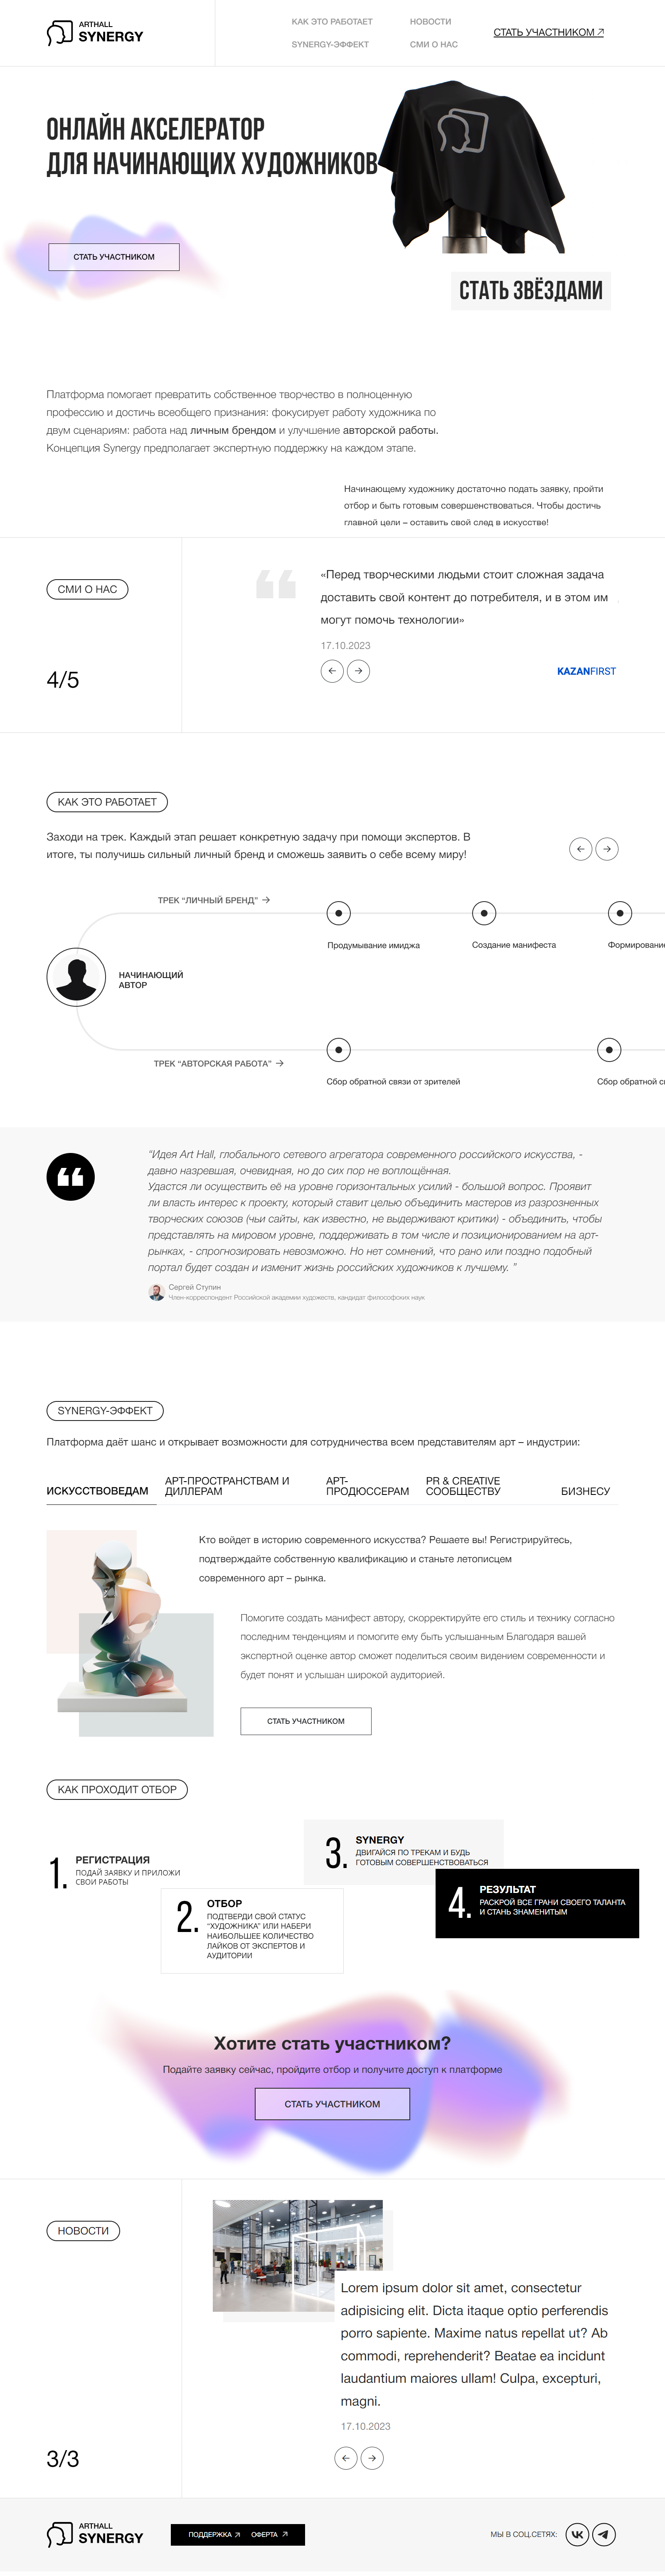 ARTHALL
SYNERGY
КАК ЭТО РАБОТАЕТ
НОВОСТИ
SYNERGY-ЭФФЕКТ
СМИ О НАС
СТАТЬ УЧАСТНИКОМ
ОНЛАЙН АКСЕЛЕРАТОР
ДЛЯ НАЧИНАЮЩИХ ХУДОЖНИКОВ
СТАТЬ УЧАСТНИКОМ
СТАТЬ ЗВЁЗДАМИ
Платформа помогает превратить собственное творчество в полноценную
профессию и достичь всеобщего признания: фокусирует работу художника по
двум сценариям: работа над личным брендом и улучшение авторской работы.
Концепция Synergy предполагает экспертную поддержку на каждом этапе.
Начинающему художнику достаточно подать заявку, пройти
отбор и быть готовым совершенствоваться. Чтобы достичь
главной цели – оставить свой след в искусстве!
СМИ О НАС
4/5
«Перед творческими людьми стоит сложная задача
доставить свой контент до потребителя, и в этом им
могут помочь технологии»
17.10.2023
KAZANFIRST
КАК ЭТО РАБОТАЕТ
Заходи на трек. Каждый этап решает конкретную задачу при помощи экспертов. В
итоге, ты получишь сильный личный бренд и сможешь заявить о себе всему миру!
ТРЕК “ЛИЧНЫЙ БРЕНД”
Продумывание имиджа
Создание манифеста
Формирование
НАЧИНАЮЩИЙ
АВТОР
ТРЕК “АВТОРСКАЯ РАБОТА”
Сбор обратной связи от зрителей
Сбор обратной
“Идея Art Hall, глобального сетевого агрегатора современного российского искусства, -
давно назревшая, очевидная, но до сих пор не воплощённая.
Удастся ли осуществить её на уровне горизонтальных усилий - большой вопрос. Проявит
ли власть интерес к проекту, который ставит целью объединить мастеров из разрозненных
творческих союзов (чьи сайты, как известно, не выдерживают критики) - объединить, чтобы
представлять на мировом уровне, поддерживать в том числе и позиционированием на арт-
рынках, - спрогнозировать невозможно. Но нет сомнений, что рано или поздно подобный
портал будет создан и изменит жизнь российских художников к лучшему. ”
Сергей Ступин
Член-корреспондент Российской академии художеств, кандидат философских наук
SYNERGY-ЭФФЕКТ
Платформа даёт шанс и открывает возможности для сотрудничества всем представителям арт – индустрии:
ИСКУССТВОВЕДАМ
АРТ-ПРОСТРАНСТВАМ И
ДИЛЛЕРАМ
АРТ-
ПРОДЮССЕРАМ
PR & CREATIVE
СООБЩЕСТВУ
БИЗНЕСУ
Кто войдет в историю современного искусства? Решаете вы! Регистрируйтесь,
подтверждайте собственную квалификацию и станьте летописцем
современного арт – рынка.
Помогите создать манифест автору, скорректируйте его стиль и технику согласно
последним тенденциям и помогите ему быть услышанным Благодаря вашей
экспертной оценке автор сможет поделиться своим видением современности и
будет понят и услышан широкой аудиторией.
СТАТЬ УЧАСТНИКОМ
КАК ПРОХОДИТ ОТБОР
1.
РЕГИСТРАЦИЯ
ПОДАЙ ЗАЯВКУ И ПРИЛОЖИ
СВОИ РАБОТЫ
2.
ОТБОР
ПОДТВЕРДИ СВОЙ СТАТУС
“ХУДОЖНИКА” ИЛИ НАБЕРИ
НАИБОЛЬШЕЕ КОЛИЧЕСТВО
ЛАЙКОВ ОТ ЭКСПЕРТОВ И
АУДИТОРИИ
3.
SYNERGY
ДВИГАЙСЯ ПО ТРЕКАМ И БУДЬ
ГОТОВЫМ СОВЕРШЕНСТВОВАТЬСЯ
4.
РЕЗУЛЬТАТ
РАСКРОЙ ВСЕ ГРАНИ СВОЕГО ТАЛАНТА
И СТАНЬ ЗНАМЕНИТЫМ
Хотите стать участником?
Подайте заявку сейчас, пройдите отбор и получите доступ к платформе
СТАТЬ УЧАСТНИКОМ
НОВОСТИ
3/3
Lorem ipsum dolor sit amet, consectetur
adipisicing elit. Dicta itaque optio perferendis
porro sapiente. Maxime natus repellat ut? Ab
commodi, reprehenderit? Beatae ea incidunt
laudantium maiores ullam! Culpa, excepturi,
magni.
17.10.2023
ARTHALL
SYNERGY
ПОДДЕРЖКА
ОФЕРТА
МЫ В СОЦ.СЕТЯХ: